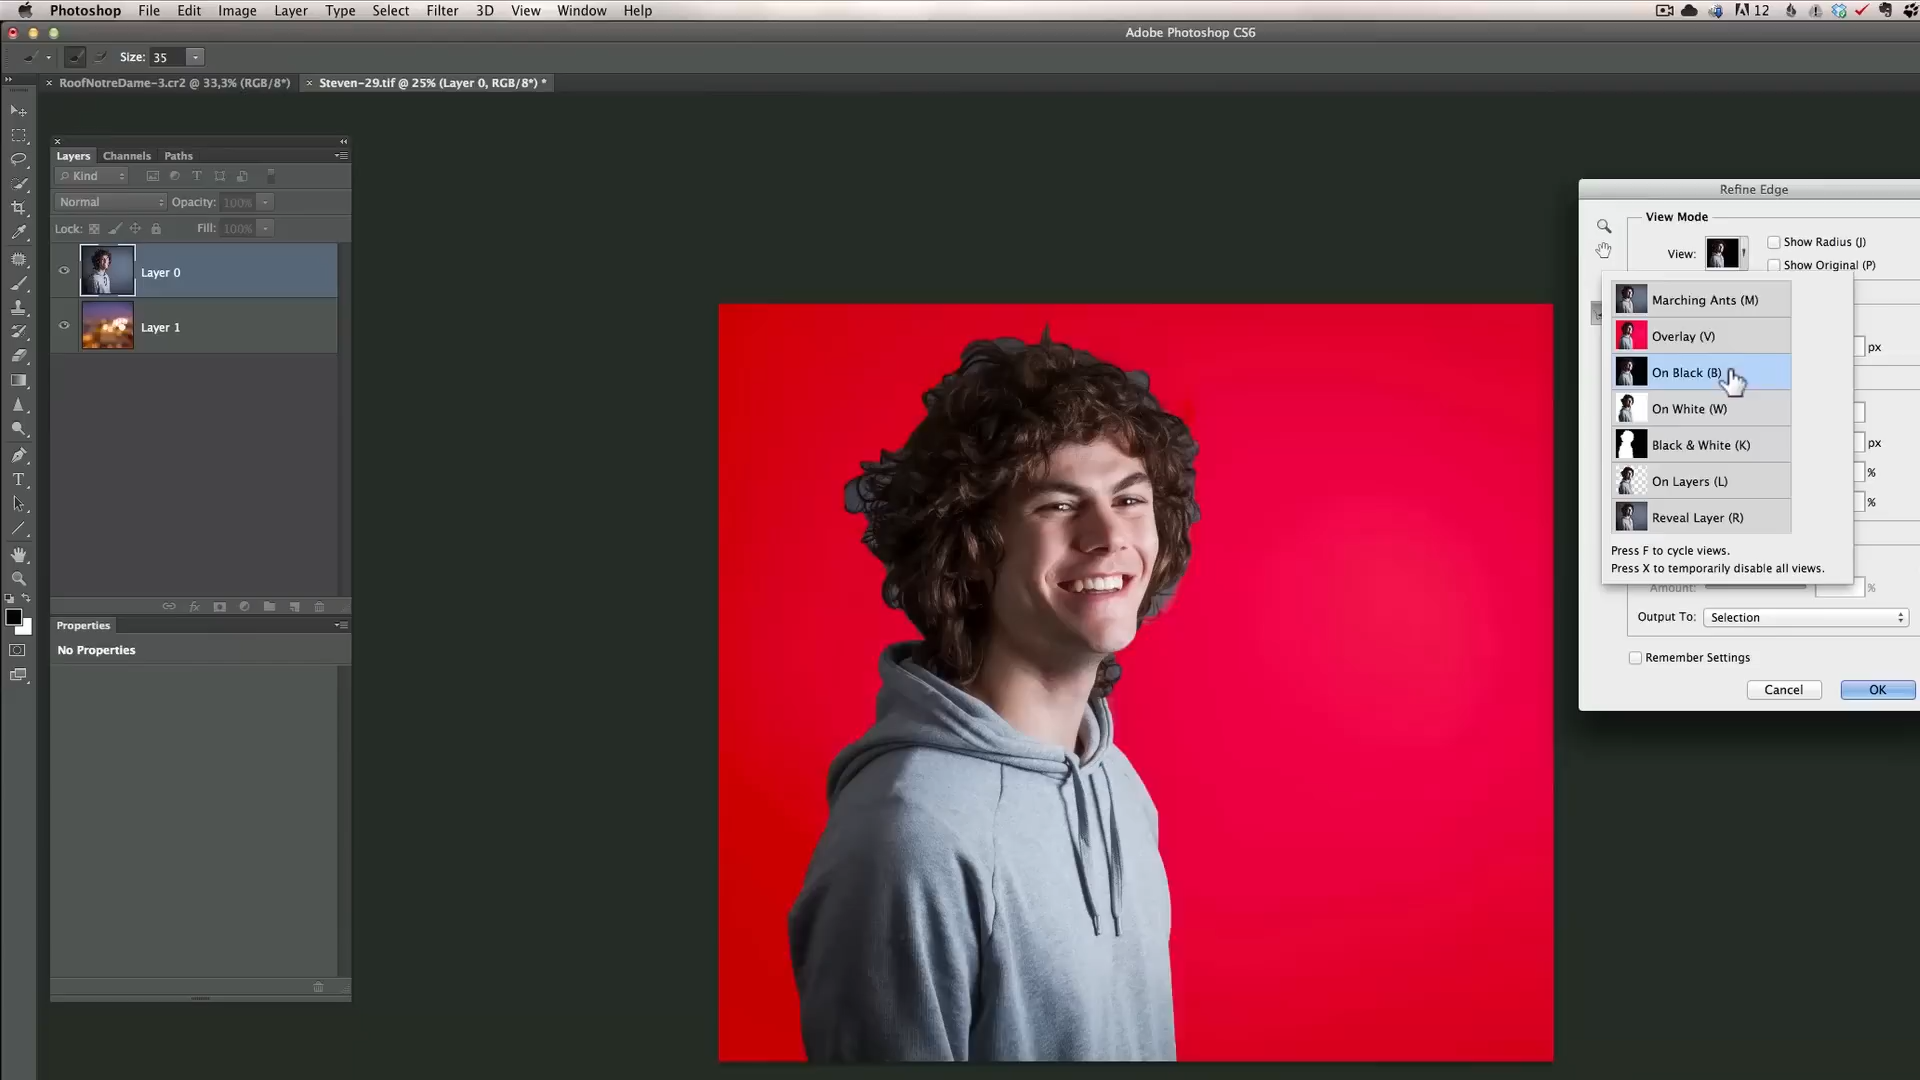 Photoshop File Edit Image Layer Type Select Filter 3D View Window Help 12
Adobe Photoshop CS6
Size: 35
× RoofNotreDame-3.cr2 @ 33,3% (RGB/8*) × Steven-29.tif @ 25% (Layer 0, RGB/8*) *
Layers Channels Paths
Kind
Normal Opacity: 100%
Lock: Fill: 100%
Layer 0
Layer 1
Properties
No Properties
Refine Edge
View Mode
View: Show Radius (J)
Show Original (P)
Marching Ants (M)
Overlay (V)
On Black (B)
On White (W)
Black & White (K)
On Layers (L)
Reveal Layer (R)
px
px
%
%
Press F to cycle views.
Press X to temporarily disable all views.
Amount: %
Output To: Selection
Remember Settings
Cancel OK